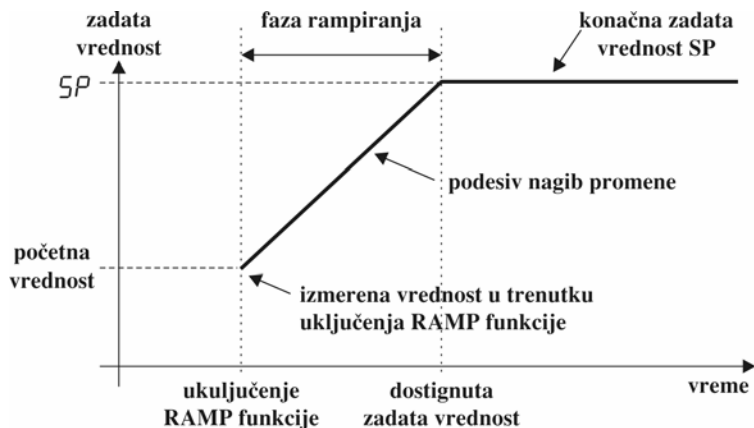 zadata
vrednost
faza rampiranja
konačna zadata
vrednost SP
SP
podesiv nagib promene
početna
vrednost
izmerena vrednost u trenutku
uključenja RAMP funkcije
vreme
ukuljučenje
RAMP funkcije
dostignuta
zadata vrednost